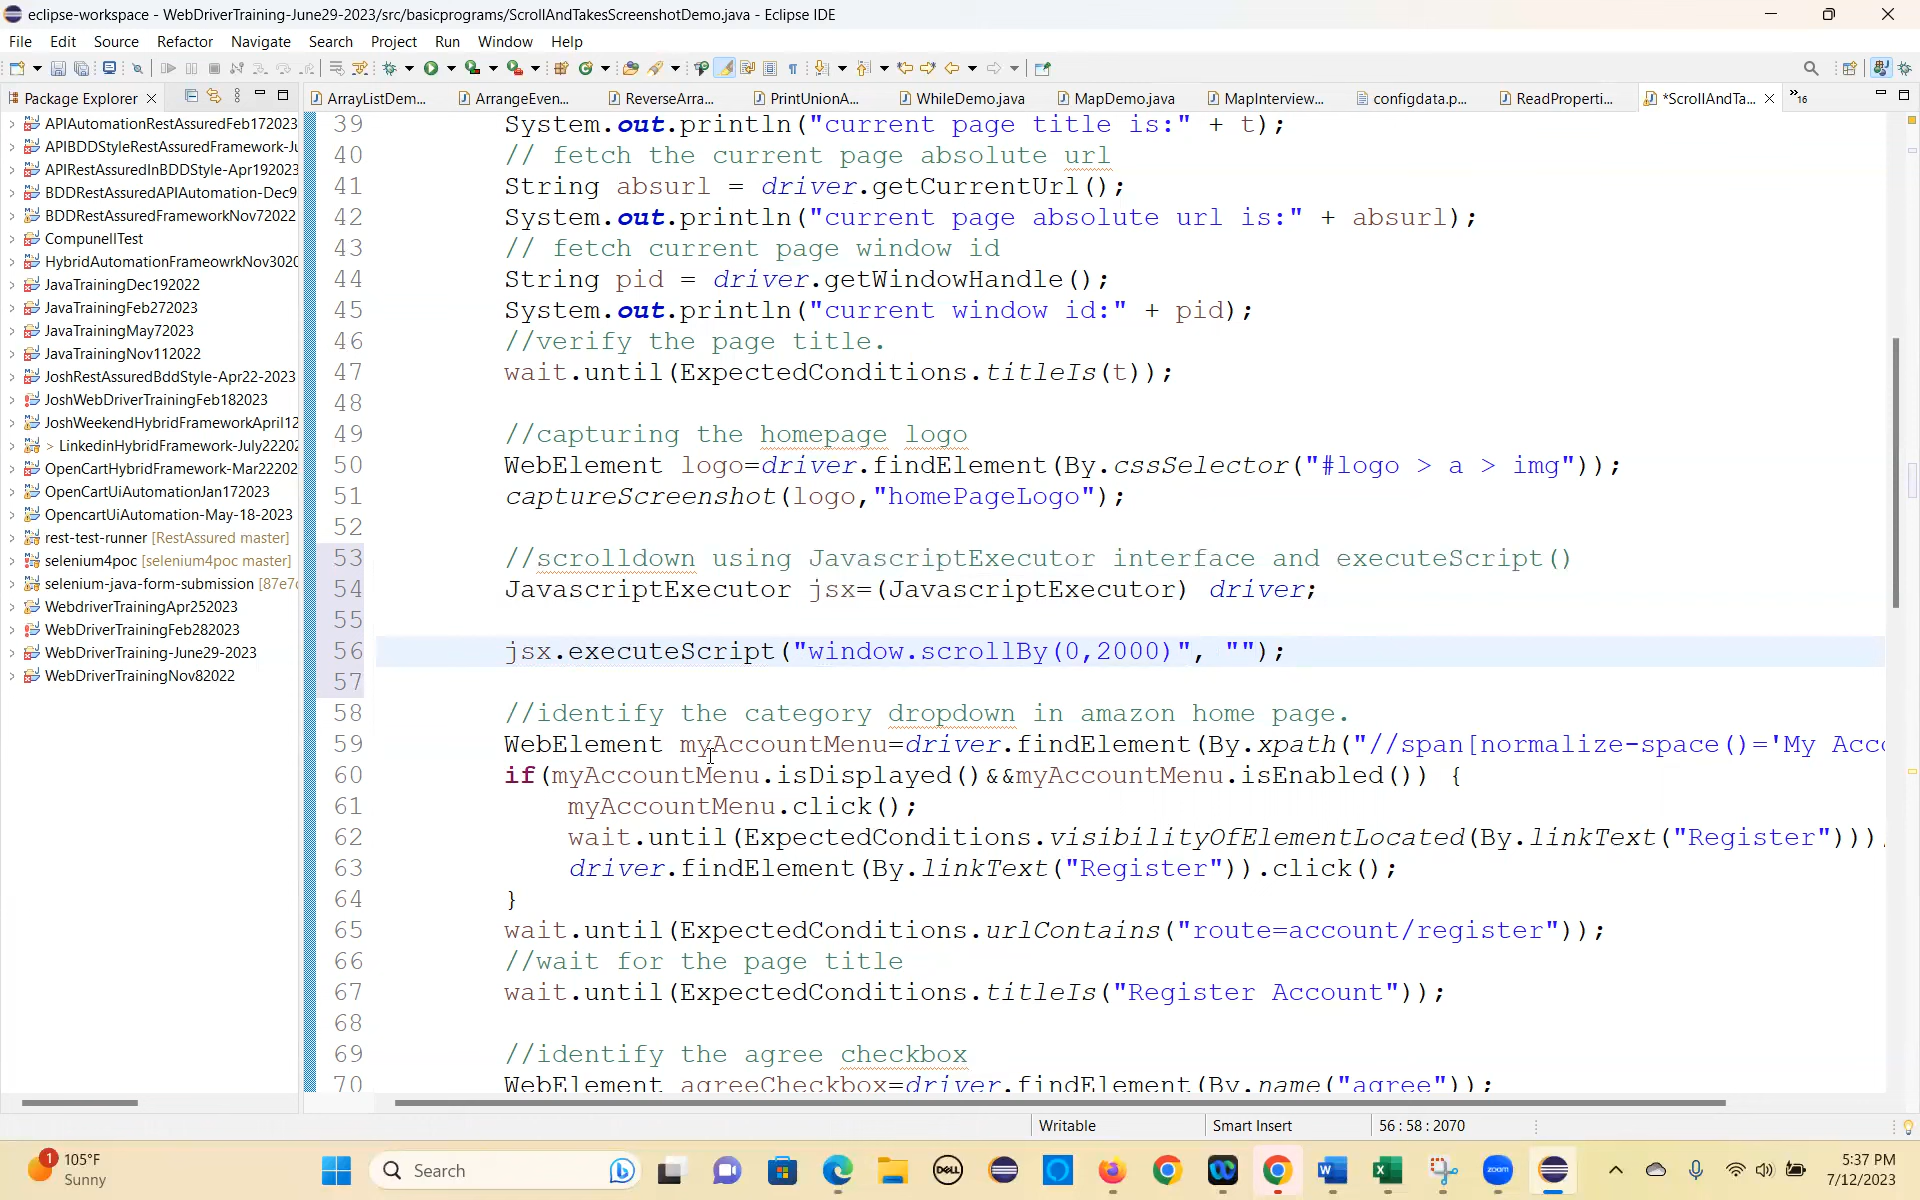 eclipse-workspace - WebDriverTraining-June29-2023/src/basicprograms/ScrollAndTakesScreenshotDemo.java - Eclipse IDE
File Edit Source Refactor Navigate Search Project Run Window Help
Package Explorer
ArrayListDem... ArrangeEven... ReverseArra... PrintUnionA... WhileDemo.java MapDemo.java MapInterview... configdata.p... ReadProperti... *ScrollAndTa... »16
APIAutomationRestAssuredFeb172023
APIBDDStyleRestAssuredFramework-Ju
APIRestAssuredInBDDStyle-Apr192023
BDDRestAssuredAPIAutomation-Dec9
BDDRestAssuredFrameworkNov72022
CompunellTest
HybridAutomationFrameowrkNov3020
JavaTrainingDec192022
JavaTrainingFeb272023
JavaTrainingMay72023
JavaTrainingNov112022
JoshRestAssuredBddStyle-Apr22-2023
JoshWebDriverTrainingFeb182023
JoshWeekendHybridFrameworkApril12
> LinkedinHybridFramework-July22202
OpenCartHybridFramework-Mar22202
OpenCartUiAutomationJan172023
OpencartUiAutomation-May-18-2023
rest-test-runner [RestAssured master]
selenium4poc [selenium4poc master]
selenium-java-form-submission [87e7c
WebdriverTrainingApr252023
WebDriverTrainingFeb282023
WebDriverTraining-June29-2023
WebDriverTrainingNov82022
39 System.out.println("current page title is:" + t);
40 // fetch the current page absolute url
41 String absurl = driver.getCurrentUrl();
42 System.out.println("current page absolute url is:" + absurl);
43 // fetch current page window id
44 String pid = driver.getWindowHandle();
45 System.out.println("current window id:" + pid);
46 //verify the page title.
47 wait.until(ExpectedConditions.titleIs(t));
48
49 //capturing the homepage logo
50 WebElement logo=driver.findElement(By.cssSelector("#logo > a > img"));
51 captureScreenshot(logo,"homePageLogo");
52
53 //scrolldown using JavascriptExecutor interface and executeScript()
54 JavascriptExecutor jsx=(JavascriptExecutor) driver;
55
56 jsx.executeScript("window.scrollBy(0,2000)", "");
57
58 //identify the category dropdown in amazon home page.
59 WebElement myAccountMenu=driver.findElement(By.xpath("//span[normalize-space()='My Acco
60 if(myAccountMenu.isDisplayed()&&myAccountMenu.isEnabled()) {
61 myAccountMenu.click();
62 wait.until(ExpectedConditions.visibilityOfElementLocated(By.linkText("Register")))
63 driver.findElement(By.linkText("Register")).click();
64 }
65 wait.until(ExpectedConditions.urlContains("route=account/register"));
66 //wait for the page title
67 wait.until(ExpectedConditions.titleIs("Register Account"));
68
69 //identify the agree checkbox
70 WebElement agreeCheckbox=driver.findElement(By.name("agree"));
Writable Smart Insert 56 : 58 : 2070
1 105°F
Sunny
Search
DELL
zoom
5:37 PM
7/12/2023